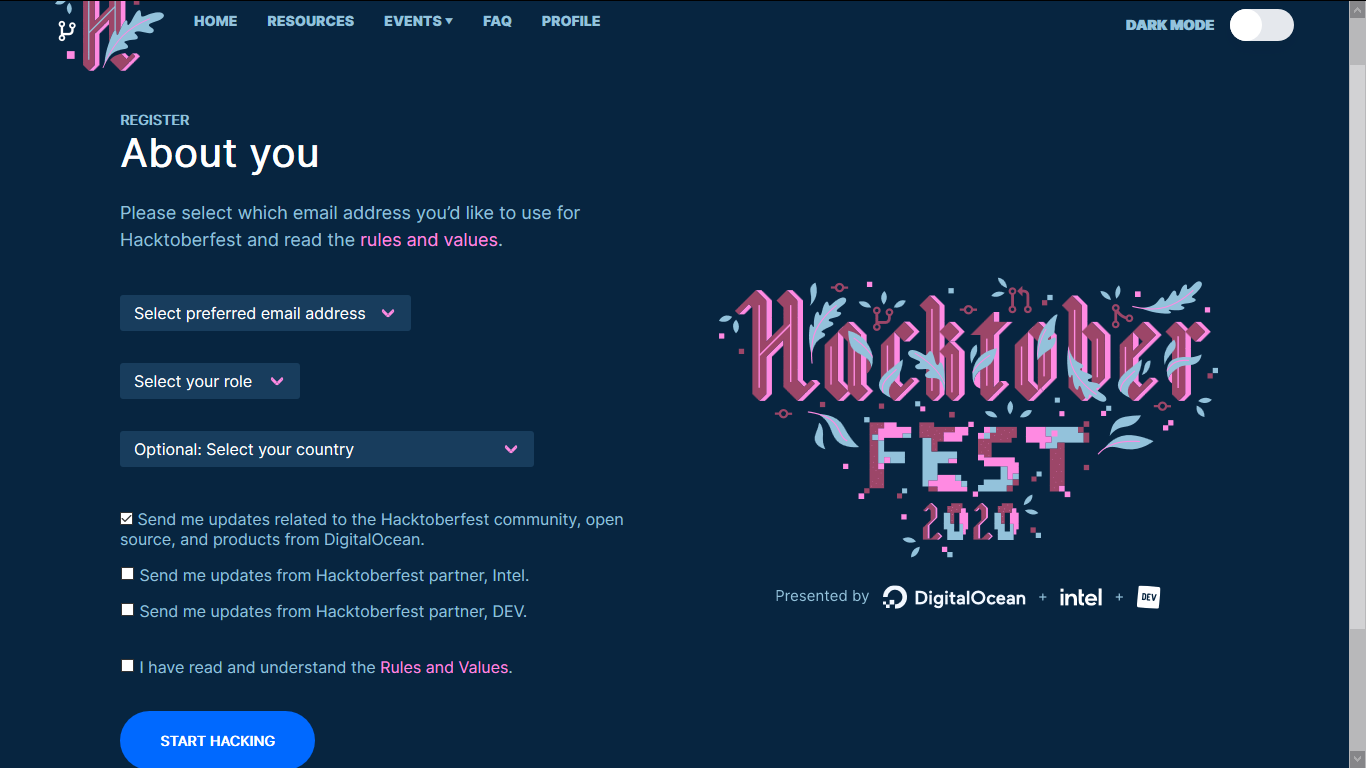 HOME RESOURCES EVENTS FAQ PROFILE DARK MODE
REGISTER
About you
Please select which email address you’d like to use for
Hacktoberfest and read the rules and values.
Select preferred email address
Select your role
Optional: Select your country
Send me updates related to the Hacktoberfest community, open
source, and products from DigitalOcean.
Send me updates from Hacktoberfest partner, Intel.
Send me updates from Hacktoberfest partner, DEV.
I have read and understand the Rules and Values.
START HACKING
Hacktober
FEST
2020
Presented by DigitalOcean + intel + DEV